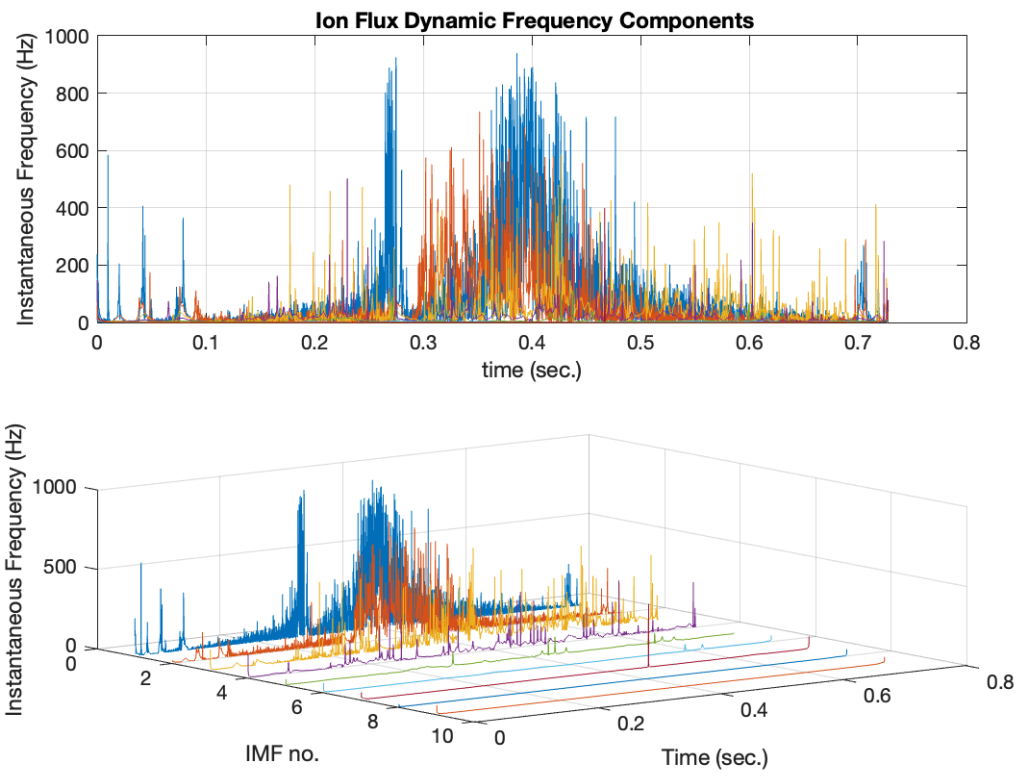 Ion Flux Dynamic Frequency Components
Instantaneous Frequency (Hz)
1000
800
600
400
200
0
0 0.1 0.2 0.3 0.4 0.5 0.6 0.7 0.8
time (sec.)
Instantaneous Frequency (Hz)
1000
500
0
0 2 4 6 8 10
IMF no.
0 0.2 0.4 0.6 0.8
Time (sec.)